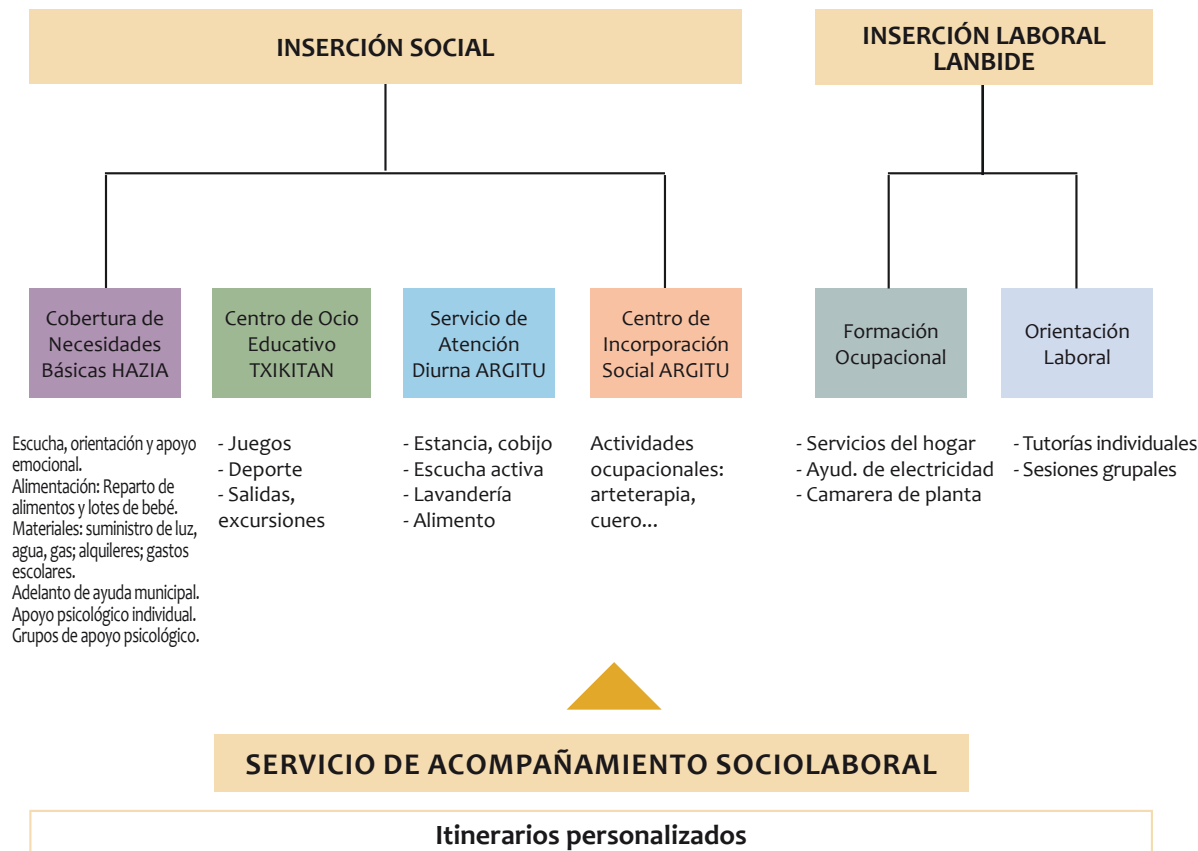 INSERCIÓN SOCIAL
INSERCIÓN LABORAL
LANBIDE
Cobertura de
Necesidades
Básicas HAZIA
Centro de Ocio
Educativo
TXIKITAN
Servicio de
Atención
Diurna ARGITU
Centro de
Incorporación
Social ARGITU
Formación
Ocupacional
Orientación
Laboral
Escucha, orientación y apoyo
emocional.
Alimentación: Reparto de
alimentos y lotes de bebé.
Materiales: suministro de luz,
agua, gas; alquileres; gastos
escolares.
Adelanto de ayuda municipal.
Apoyo psicológico individual.
Grupos de apoyo psicológico.
- Juegos
- Deporte
- Salidas,
excursiones
- Estancia, cobijo
- Escucha activa
- Lavandería
- Alimento
Actividades
ocupacionales:
arteterapia,
cuero...
- Servicios del hogar
- Ayud. de electricidad
- Camarera de planta
- Tutorías individuales
- Sesiones grupales
SERVICIO DE ACOMPAÑAMIENTO SOCIOLABORAL
Itinerarios personalizados